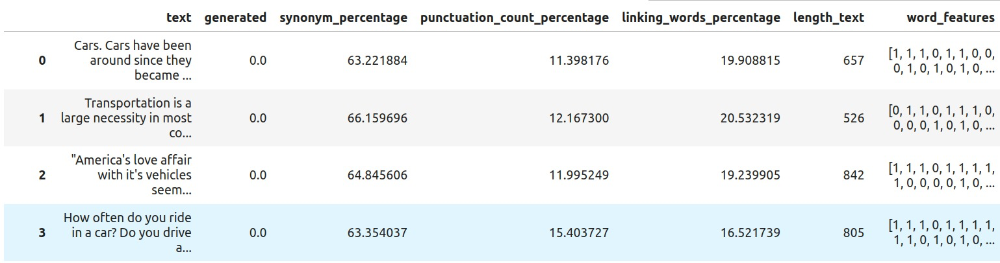 text generated synonym_percentage punctuation_count_percentage linking_words_percentage length_text word_features
0 Cars. Cars have been around since they became ... 0.0 63.221884 11.398176 19.908815 657 [1, 1, 1, 0, 1, 1, 0, 0, 0, 1, 0, 1, 0, 1, 0, ...
1 Transportation is a large necessity in most co... 0.0 66.159696 12.167300 20.532319 526 [0, 1, 1, 0, 1, 1, 1, 0, 0, 0, 0, 1, 0, 1, 0, ...
2 "America's love affair with it's vehicles seem... 0.0 64.845606 11.995249 19.239905 842 [1, 1, 1, 0, 1, 1, 1, 1, 1, 0, 0, 0, 0, 1, 0, ...
3 How often do you ride in a car? Do you drive a... 0.0 63.354037 15.403727 16.521739 805 [1, 1, 1, 0, 1, 1, 1, 1, 1, 1, 0, 1, 0, 1, 0, ...